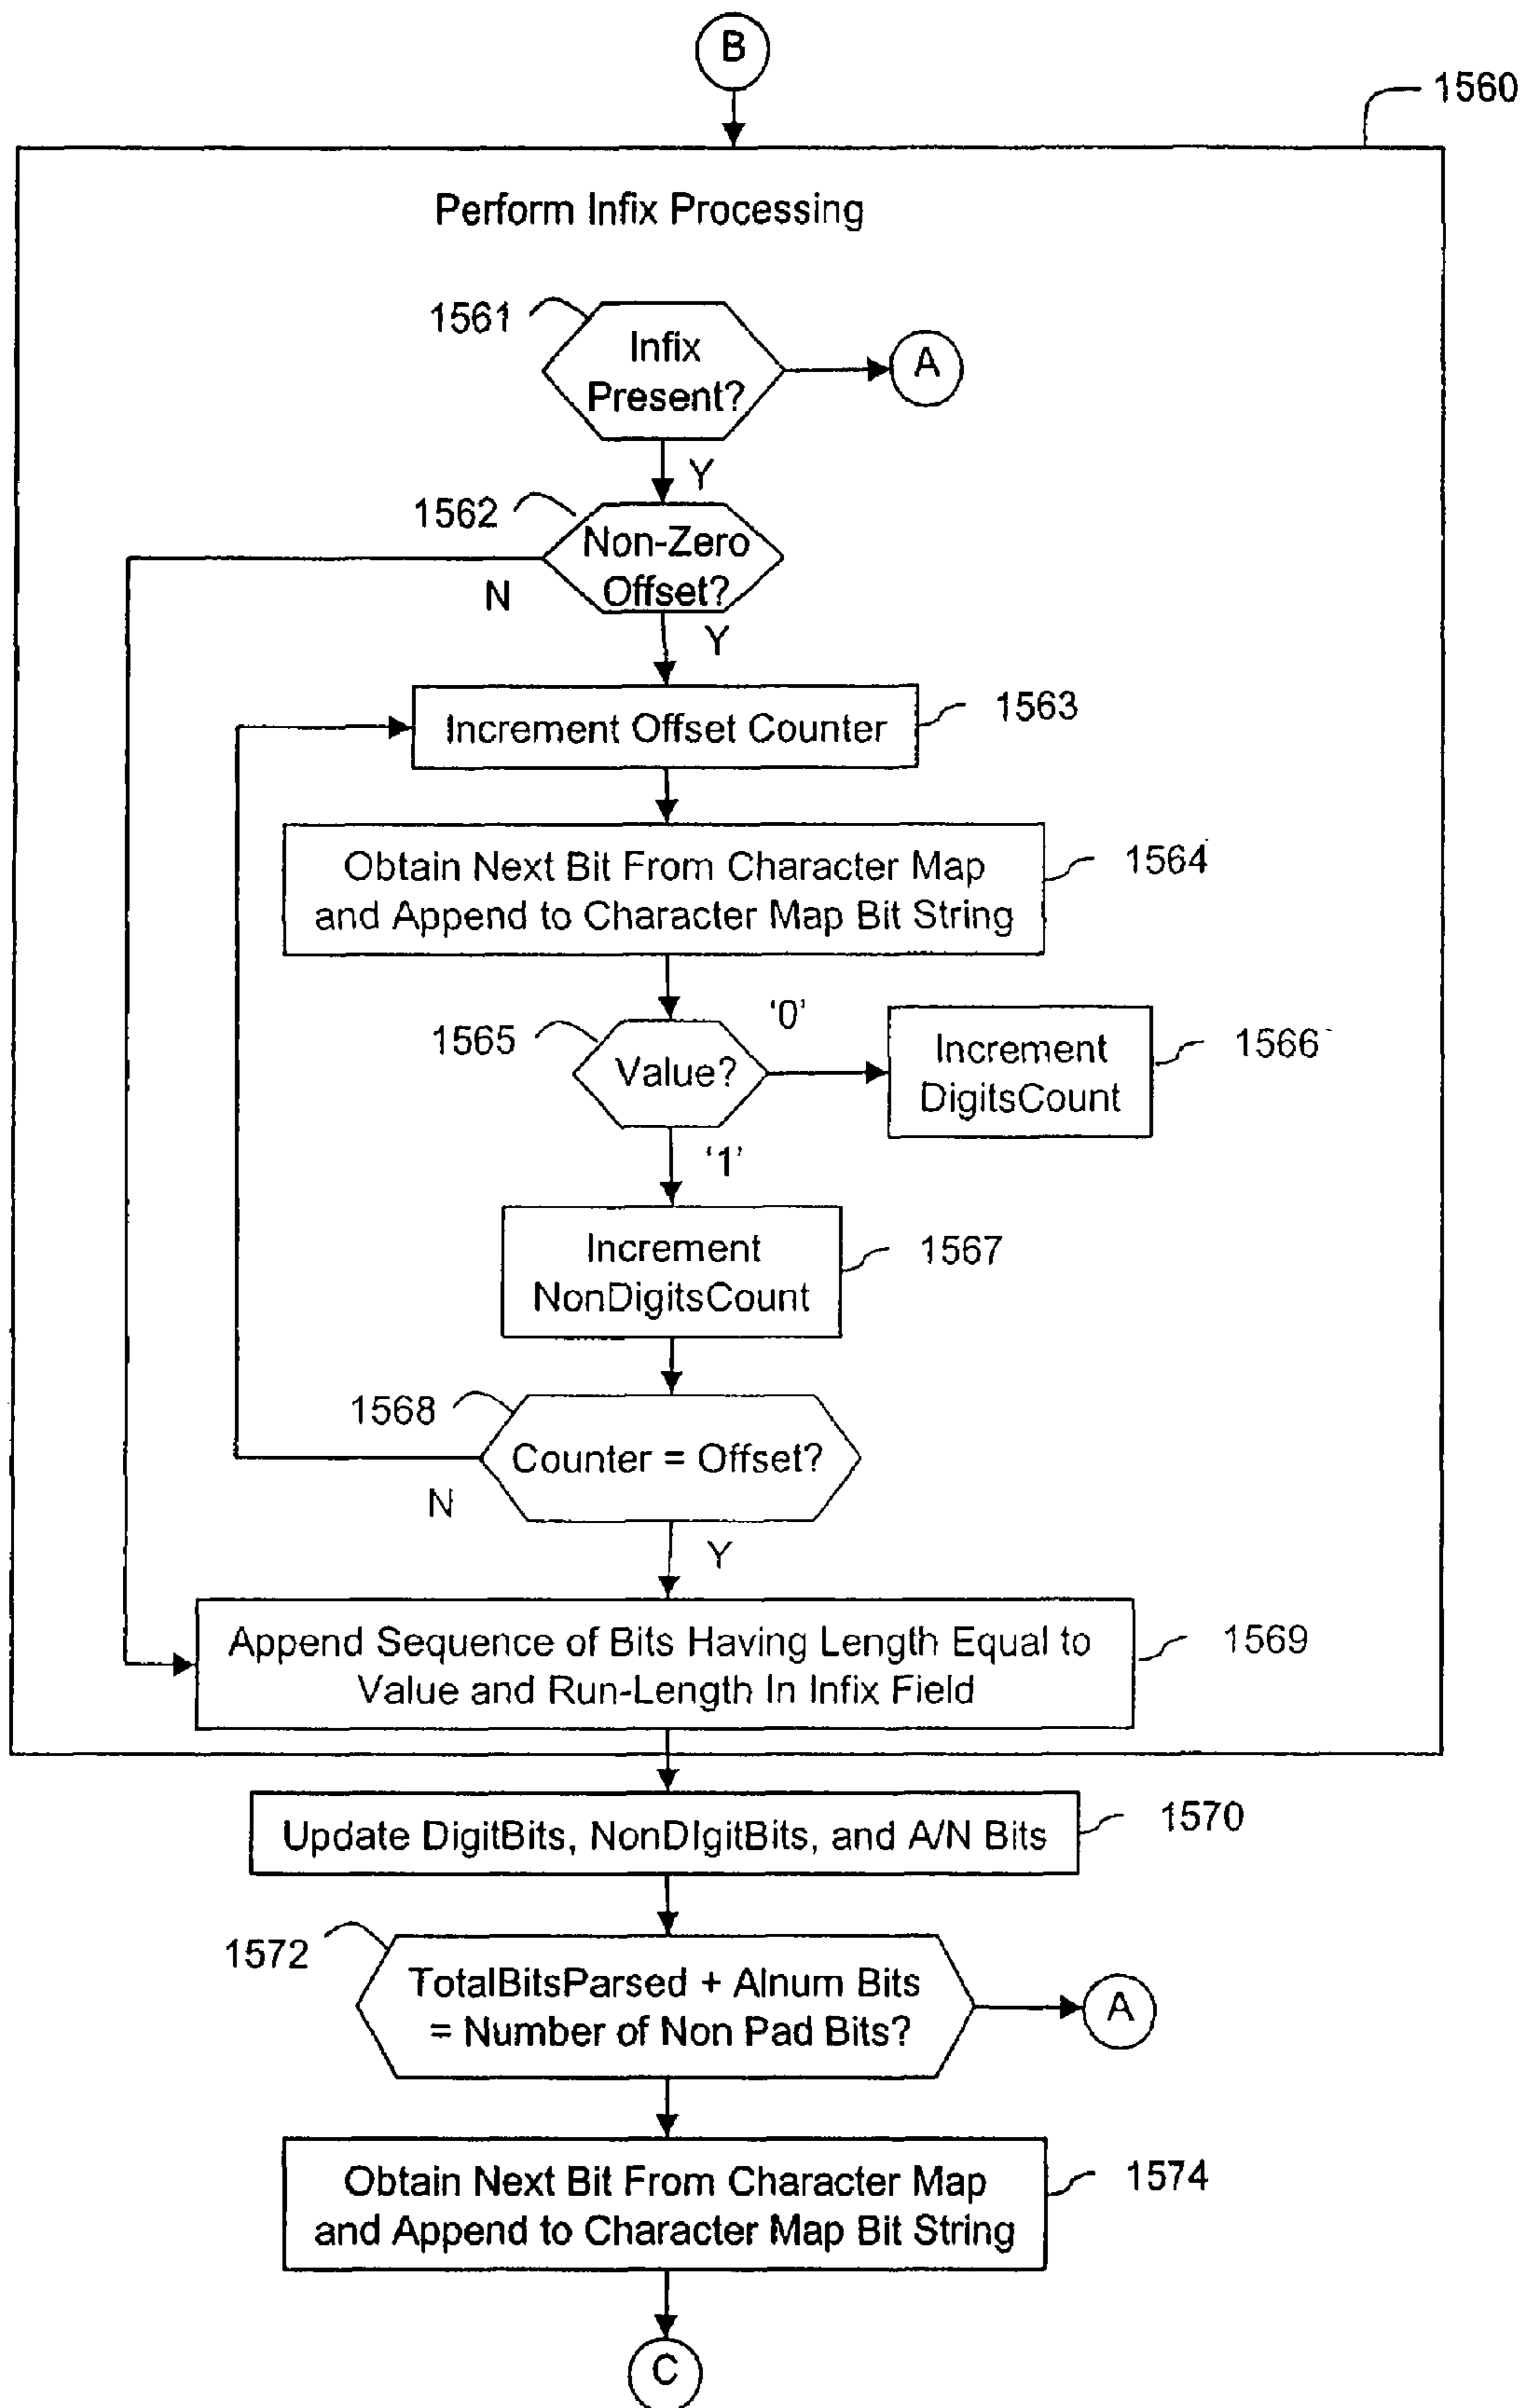 B
1560
Perform Infix Processing
1561
Infix
Present?
A
Y
1562
Non-Zero
Offset?
N
Y
Increment Offset Counter
1563
Obtain Next Bit From Character Map
and Append to Character Map Bit String
1564
1565
Value?
‘0’
Increment
DigitsCount
1566
‘1’
Increment
NonDigitsCount
1567
1568
Counter = Offset?
N
Y
Append Sequence of Bits Having Length Equal to
Value and Run-Length In Infix Field
1569
Update DigitBits, NonDIgitBits, and A/N Bits
1570
1572
TotalBitsParsed + Alnum Bits
= Number of Non Pad Bits?
A
Obtain Next Bit From Character Map
and Append to Character Map Bit String
1574
C